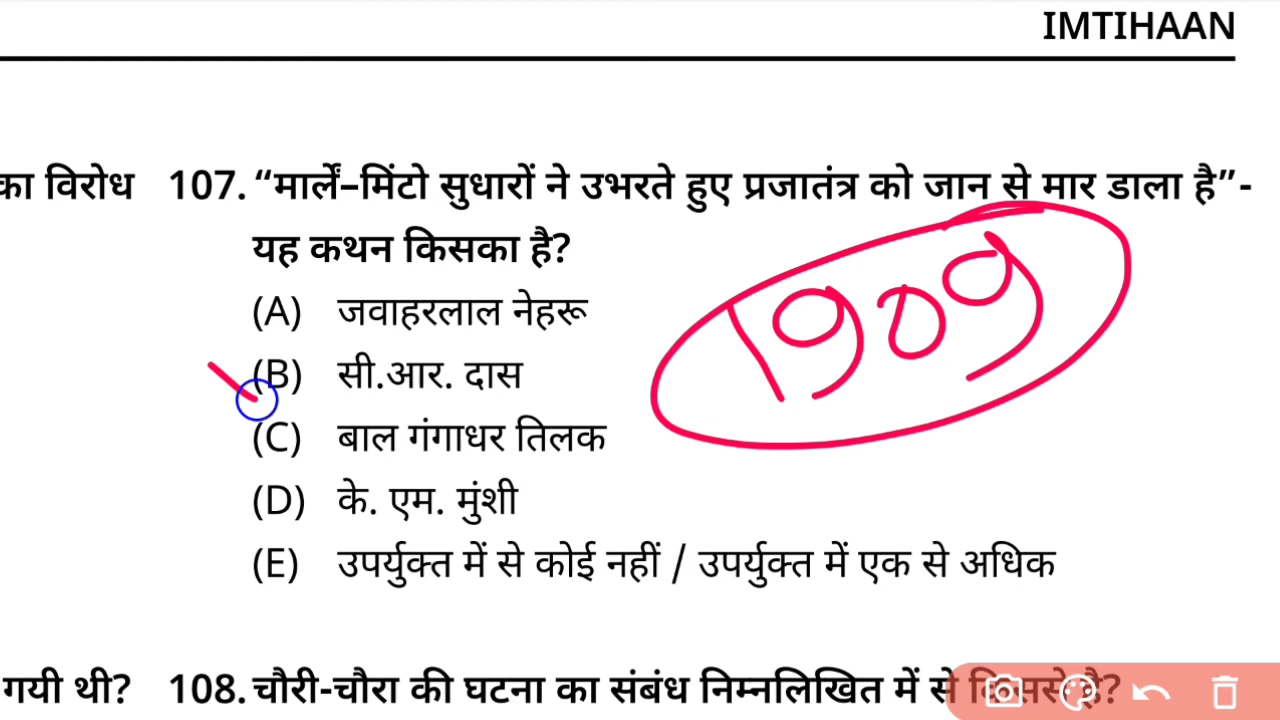 IMTIHAAN
का विरोध
107. “मार्ले–मिंटो सुधारों ने उभरते हुए प्रजातंत्र को जान से मार डाला है”-
यह कथन किसका है?
(A) जवाहरलाल नेहरू
(B) सी.आर. दास
(C) बाल गंगाधर तिलक
(D) के. एम. मुंशी
(E) उपर्युक्त में से कोई नहीं / उपर्युक्त में एक से अधिक
1909
गयी थी?
108. चौरी-चौरा की घटना का संबंध निम्नलिखित में से किससे है?